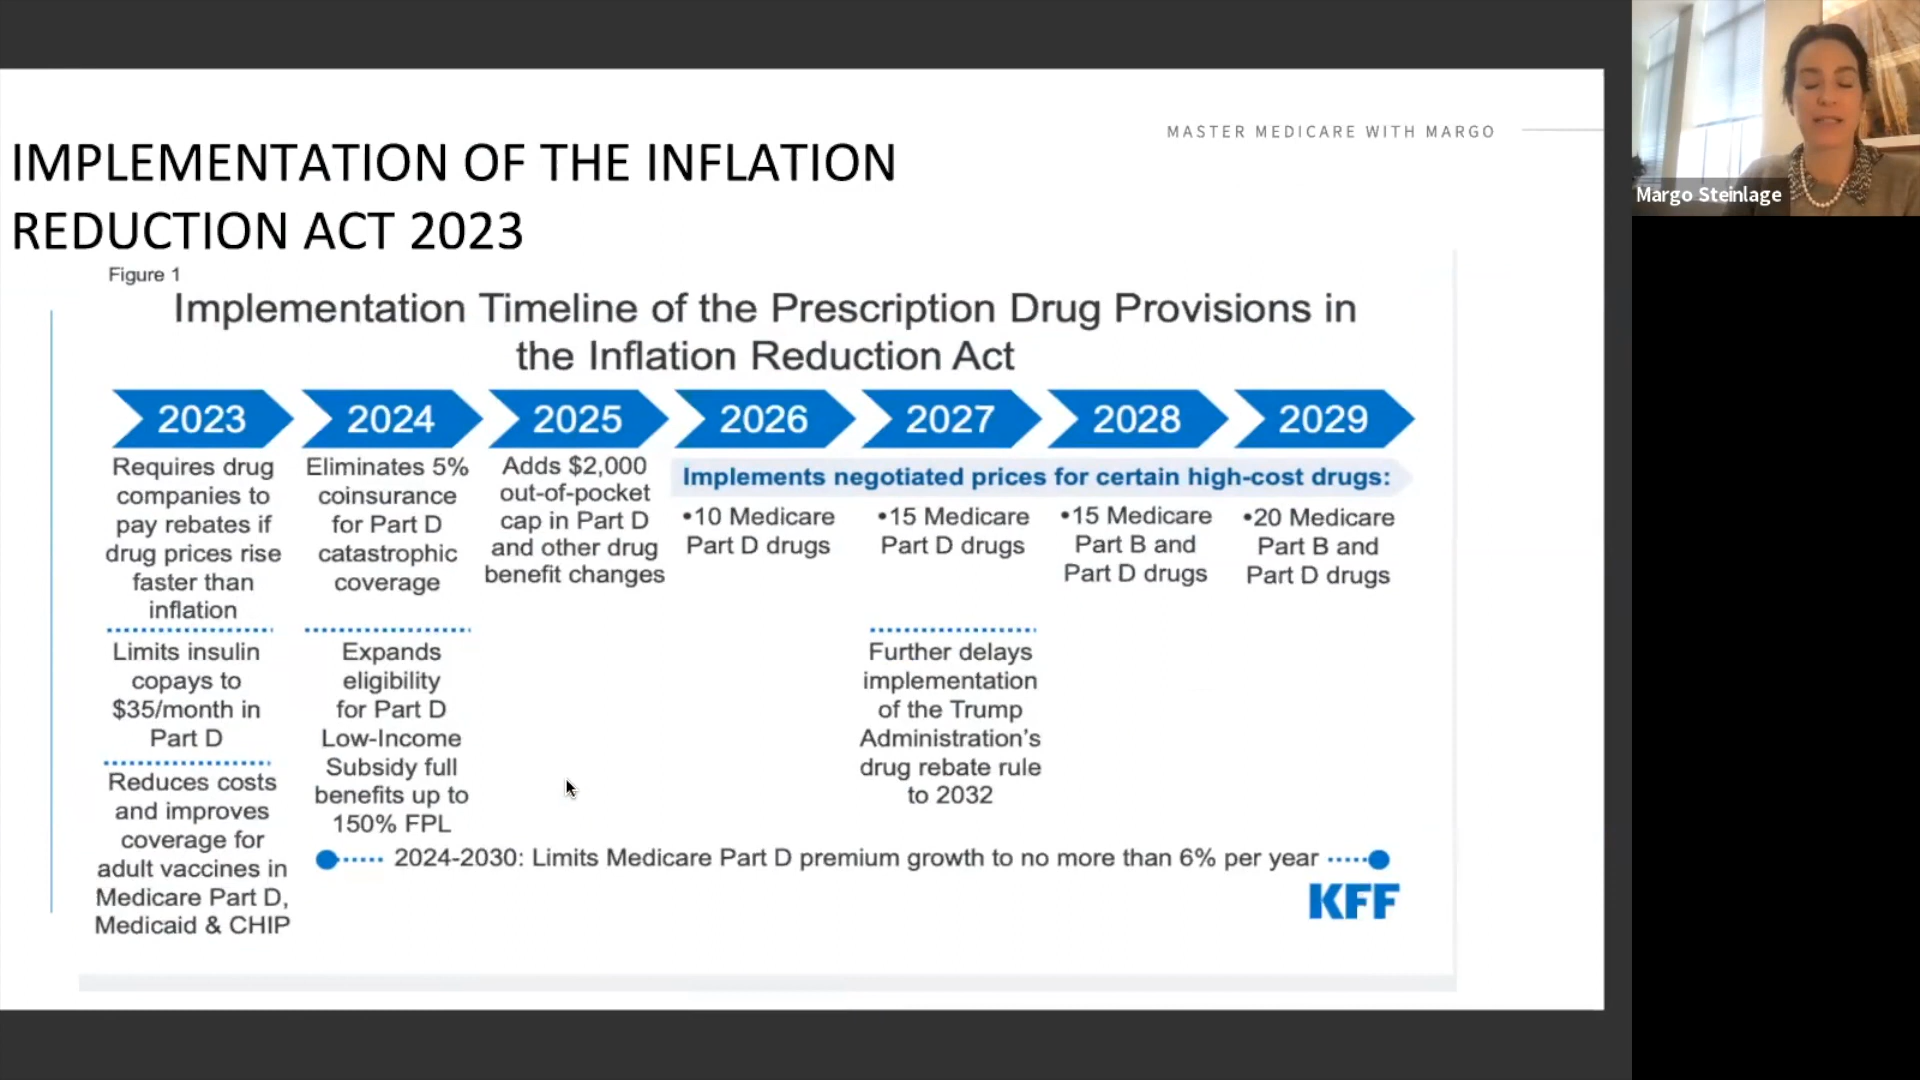 MASTER MEDICARE WITH MARGO
Margo Steinlage
IMPLEMENTATION OF THE INFLATION
REDUCTION ACT 2023
Figure 1
Implementation Timeline of the Prescription Drug Provisions in
the Inflation Reduction Act
2023
Requires drug
companies to
pay rebates if
drug prices rise
faster than
inflation
Limits insulin
copays to
$35/month in
Part D
Reduces costs
and improves
coverage for
adult vaccines in
Medicare Part D,
Medicaid & CHIP
2024
Eliminates 5%
coinsurance
for Part D
catastrophic
coverage
Expands
eligibility
for Part D
Low-Income
Subsidy full
benefits up to
150% FPL
2025
Adds $2,000
out-of-pocket
cap in Part D
and other drug
benefit changes
2026
2027
2028
2029
Implements negotiated prices for certain high-cost drugs:
•10 Medicare
Part D drugs
•15 Medicare
Part D drugs
Further delays
implementation
of the Trump
Administration’s
drug rebate rule
to 2032
•15 Medicare
Part B and
Part D drugs
•20 Medicare
Part B and
Part D drugs
2024-2030: Limits Medicare Part D premium growth to no more than 6% per year
KFF